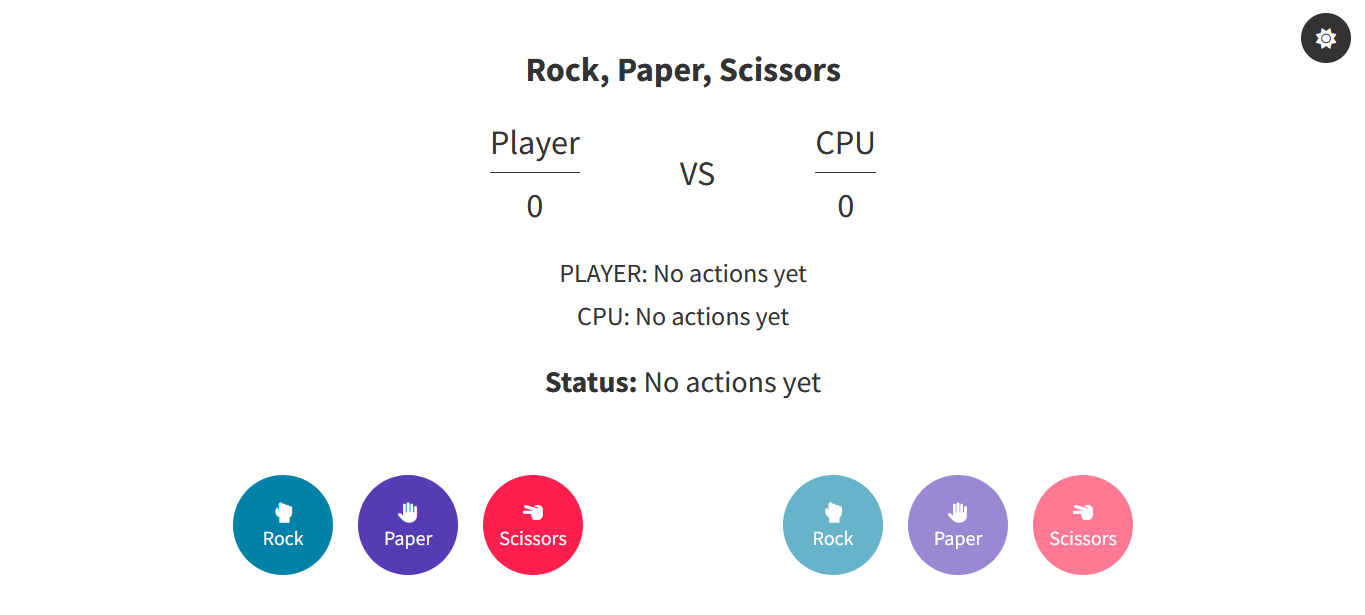 Rock, Paper, Scissors
Player
VS
CPU
0
0
PLAYER: No actions yet
CPU: No actions yet
Status: No actions yet
Rock
Paper
Scissors
Rock
Paper
Scissors